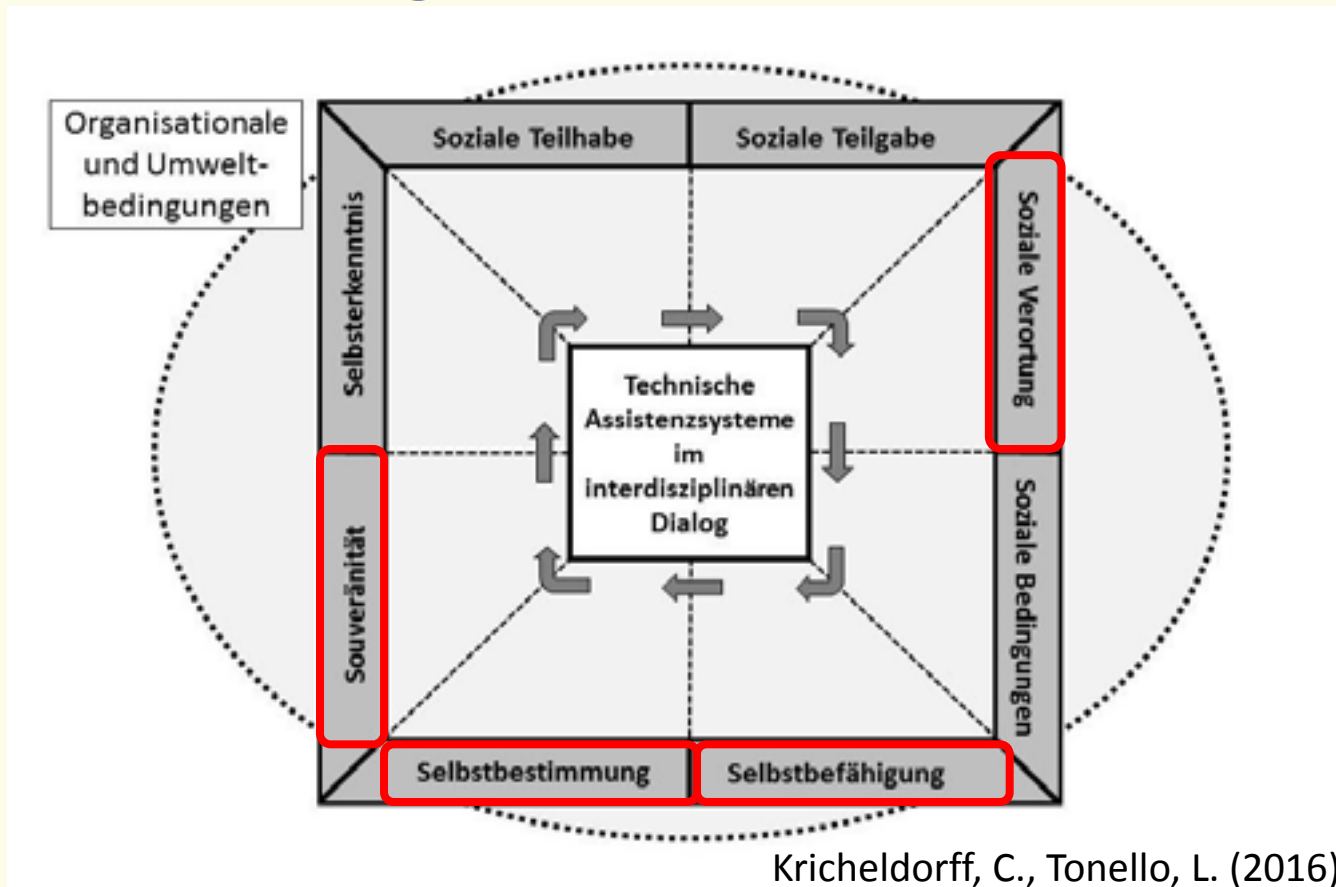 Organisationale
und Umwelt-
bedingungen
Soziale Teilhabe
Soziale Teilgabe
Selbsterkenntnis
Soziale Verortung
Technische
Assistenzsysteme
im
interdisziplinären
Dialog
Souveränität
Soziale Bedingungen
Selbstbestimmung
Selbstbefähigung
Kricheldorff, C., Tonello, L. (2016)